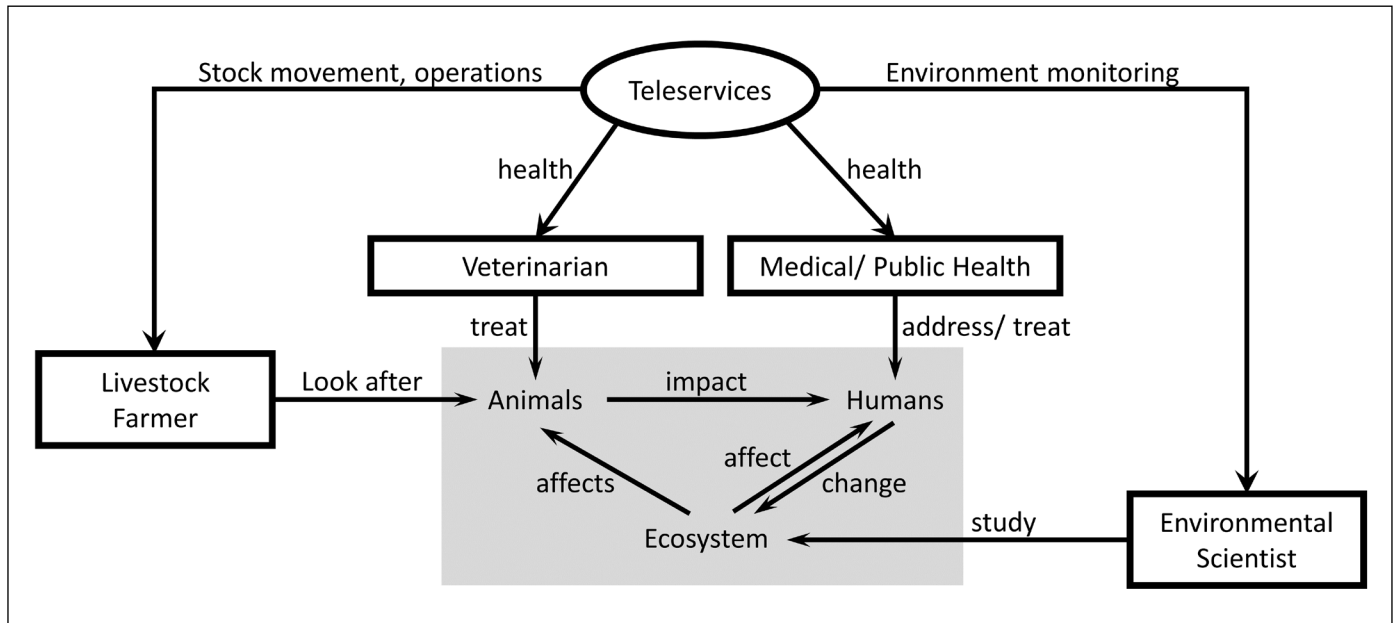 Stock movement, operations
Teleservices
Environment monitoring
health
health
Veterinarian
Medical/ Public Health
treat
address/ treat
Livestock
Farmer
Look after
Animals
impact
Humans
affects
affect
change
Ecosystem
study
Environmental
Scientist